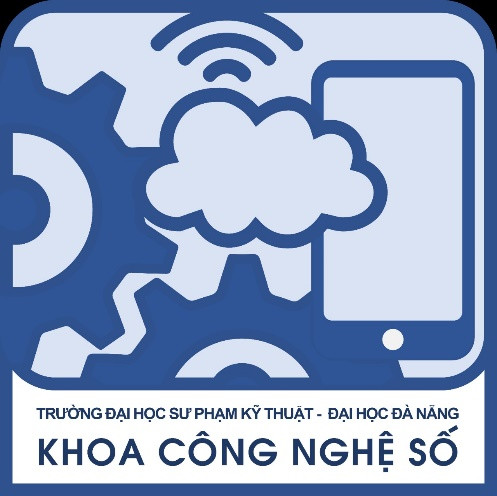 TRƯỜNG ĐẠI HỌC SƯ PHẠM KỸ THUẬT - ĐẠI HỌC ĐÀ NẴNG
KHOA CÔNG NGHỆ SỐ